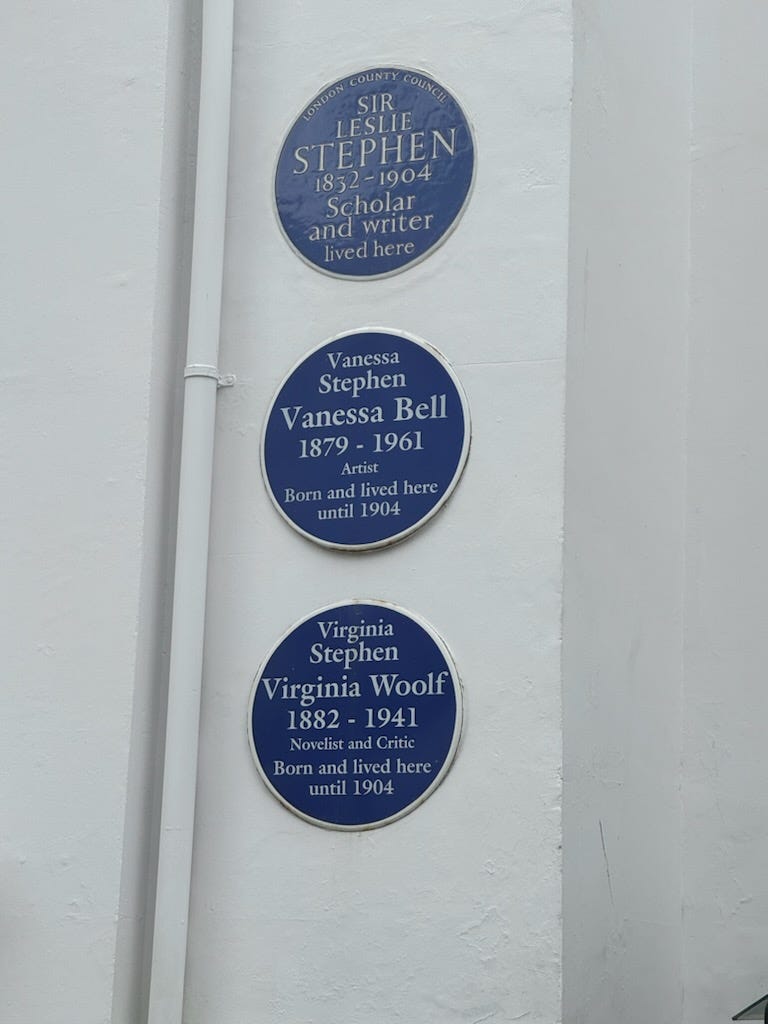 LONDON COUNTY COUNCIL
SIR
LESLIE
STEPHEN
1832-1904
Scholar
and writer
lived here
Vanessa
Stephen
Vanessa Bell
1879 - 1961
Artist
Born and lived here
until 1904
Virginia
Stephen
Virginia Woolf
1882 - 1941
Novelist and Critic
Born and lived here
until 1904